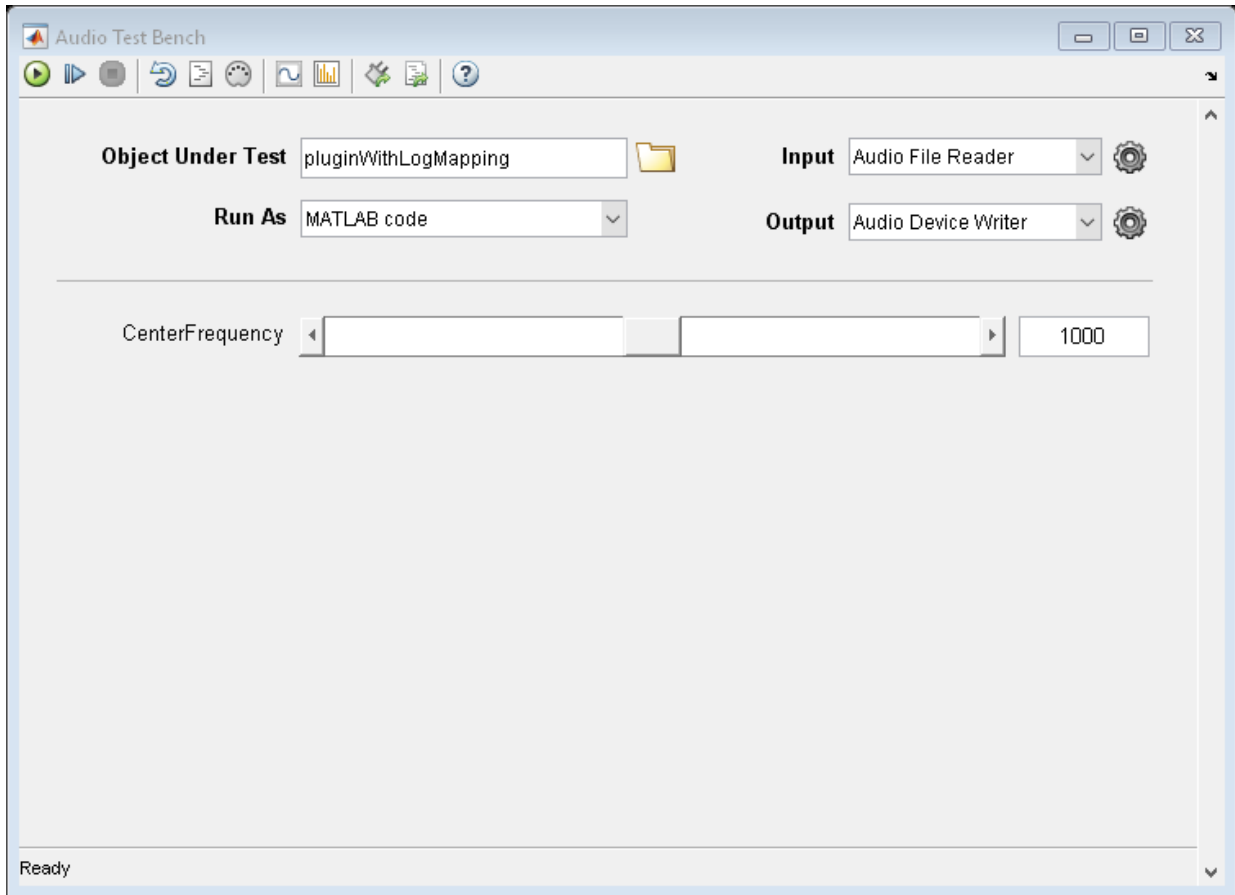 Audio Test Bench
Object Under Test pluginWithLogMapping Input Audio File Reader
Run As MATLAB code Output Audio Device Writer
CenterFrequency 1000
Ready